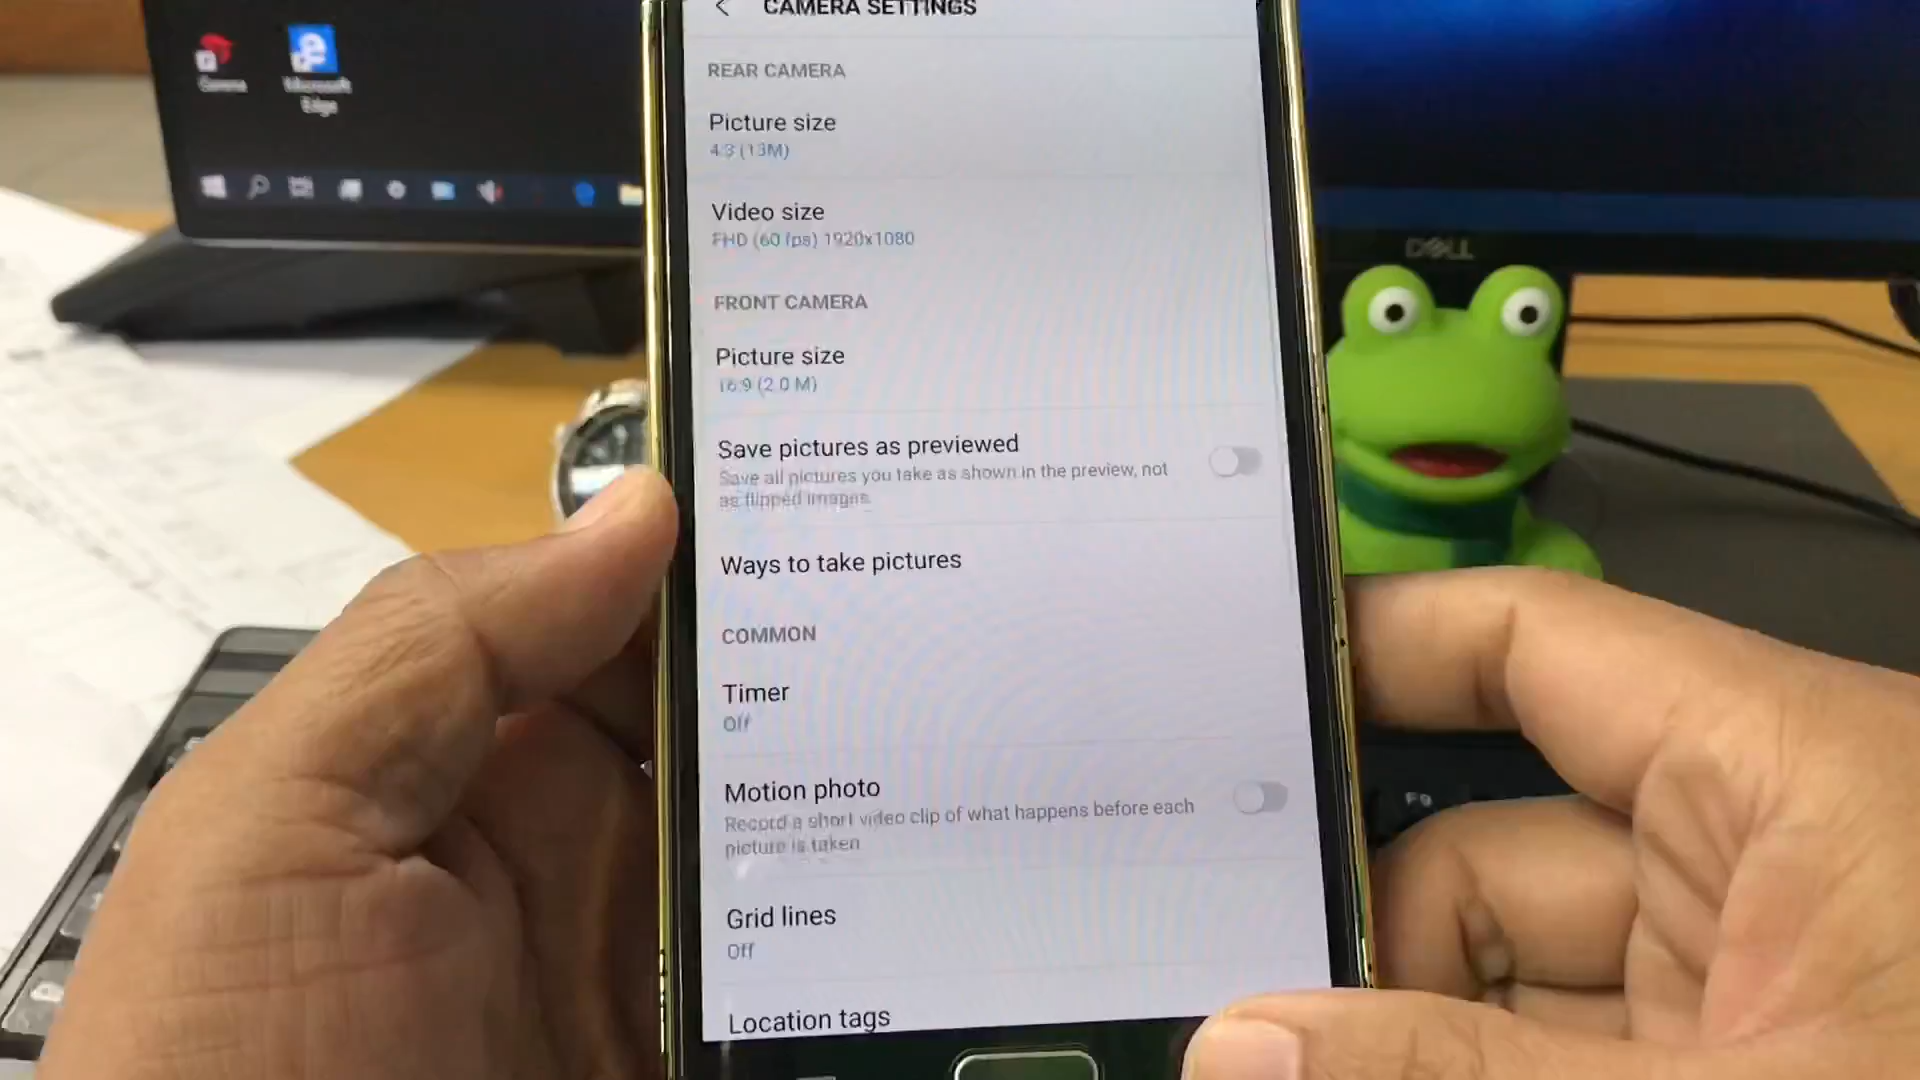 CAMERA SETTINGS
REAR CAMERA
Picture size
4:3 (13M)
Video size
FHD (60 fps) 1920x1080
FRONT CAMERA
Picture size
16:9 (2.0 M)
Save pictures as previewed
Save all pictures you take as shown in the preview, not
as flipped images.
Ways to take pictures
COMMON
Timer
Off
Motion photo
Record a short video clip of what happens before each
picture is taken
Grid lines
Off
Location tags
Microsoft
Edge
DELL
F9